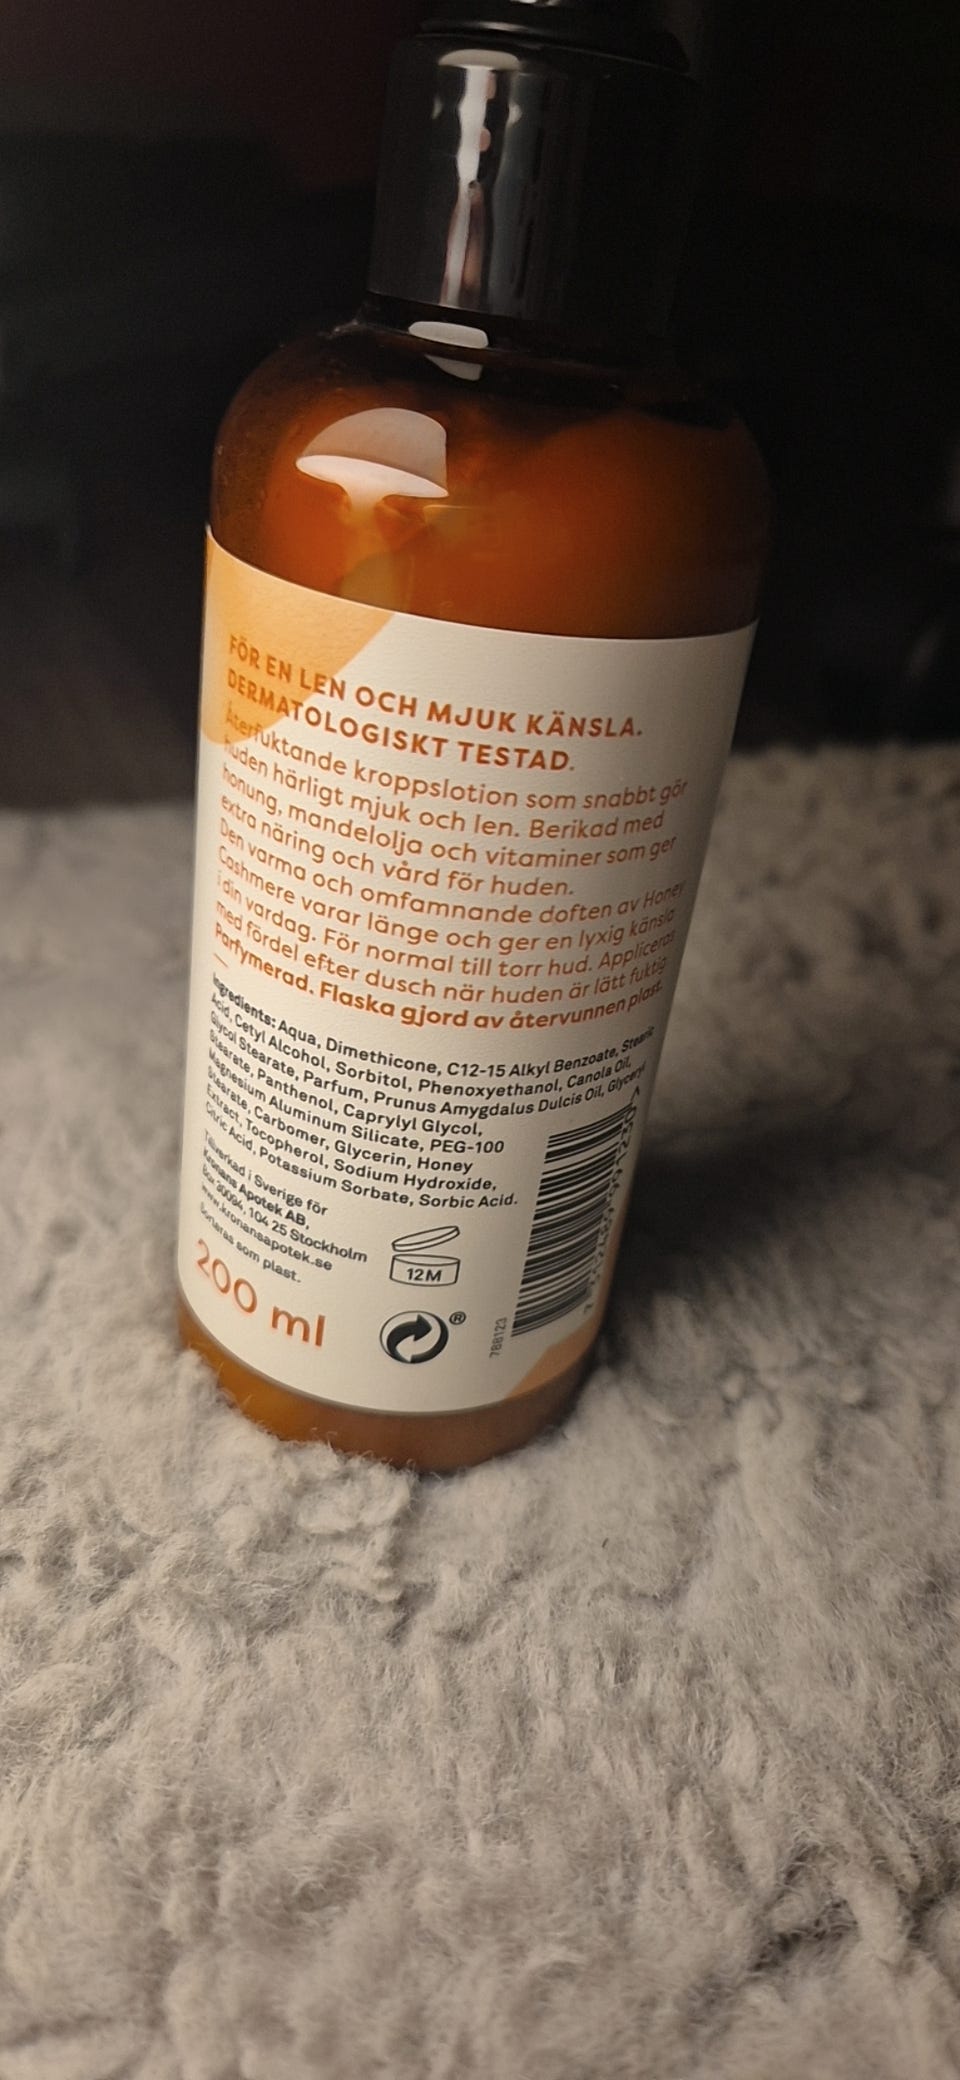 FÖR EN LEN OCH MJUK KÄNSLA.
DERMATOLOGISKT TESTAD.
Återfuktande kroppslotion som snabbt gör
huden härligt mjuk och len. Berikad med
honung, mandelolja och vitaminer som ger
extra näring och vård för huden.
Den varma och omfamnande doften av Honey
Cashmere varar länge och ger en lyxig känsla
i din vardag. För normal till torr hud. Appliceras
med fördel efter dusch när huden är lätt fuktig.
Parfymerad. Flaska gjord av återvunnen plast.
Ingredients: Aqua, Dimethicone, C12-15 Alkyl Benzoate, Stearic
Acid, Cetyl Alcohol, Sorbitol, Phenoxyethanol, Canola Oil,
Glycol Stearate, Parfum, Prunus Amygdalus Dulcis Oil, Glyceryl
Stearate, Panthenol, Caprylyl Glycol,
Magnesium Aluminum Silicate, PEG-100
Stearate, Carbomer, Glycerin, Honey
Extract, Tocopherol, Sodium Hydroxide,
Citric Acid, Potassium Sorbate, Sorbic Acid.
Tillverkad i Sverige för
Kronans Apotek AB,
Box 30094, 104 25 Stockholm
www.kronansapotek.se
Sorteras som plast.
200 ml
12M
®
788123